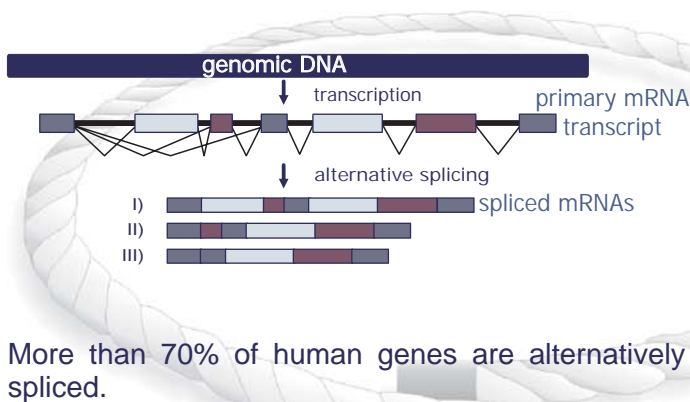 genomic DNA
transcription
primary mRNA
transcript
alternative splicing
I)
spliced mRNAs
II)
III)
More than 70% of human genes are alternatively
spliced.